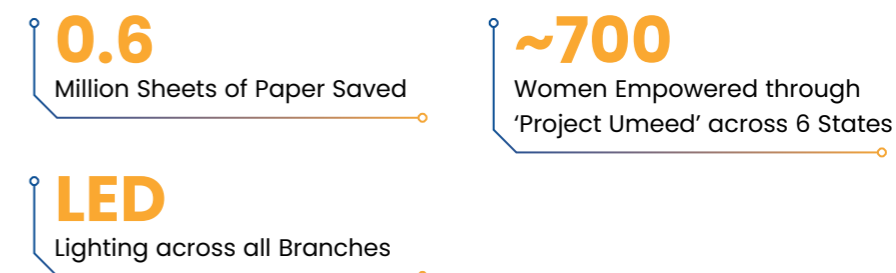 0.6
Million Sheets of Paper Saved
~700
Women Empowered through
‘Project Umeed’ across 6 States
LED
Lighting across all Branches